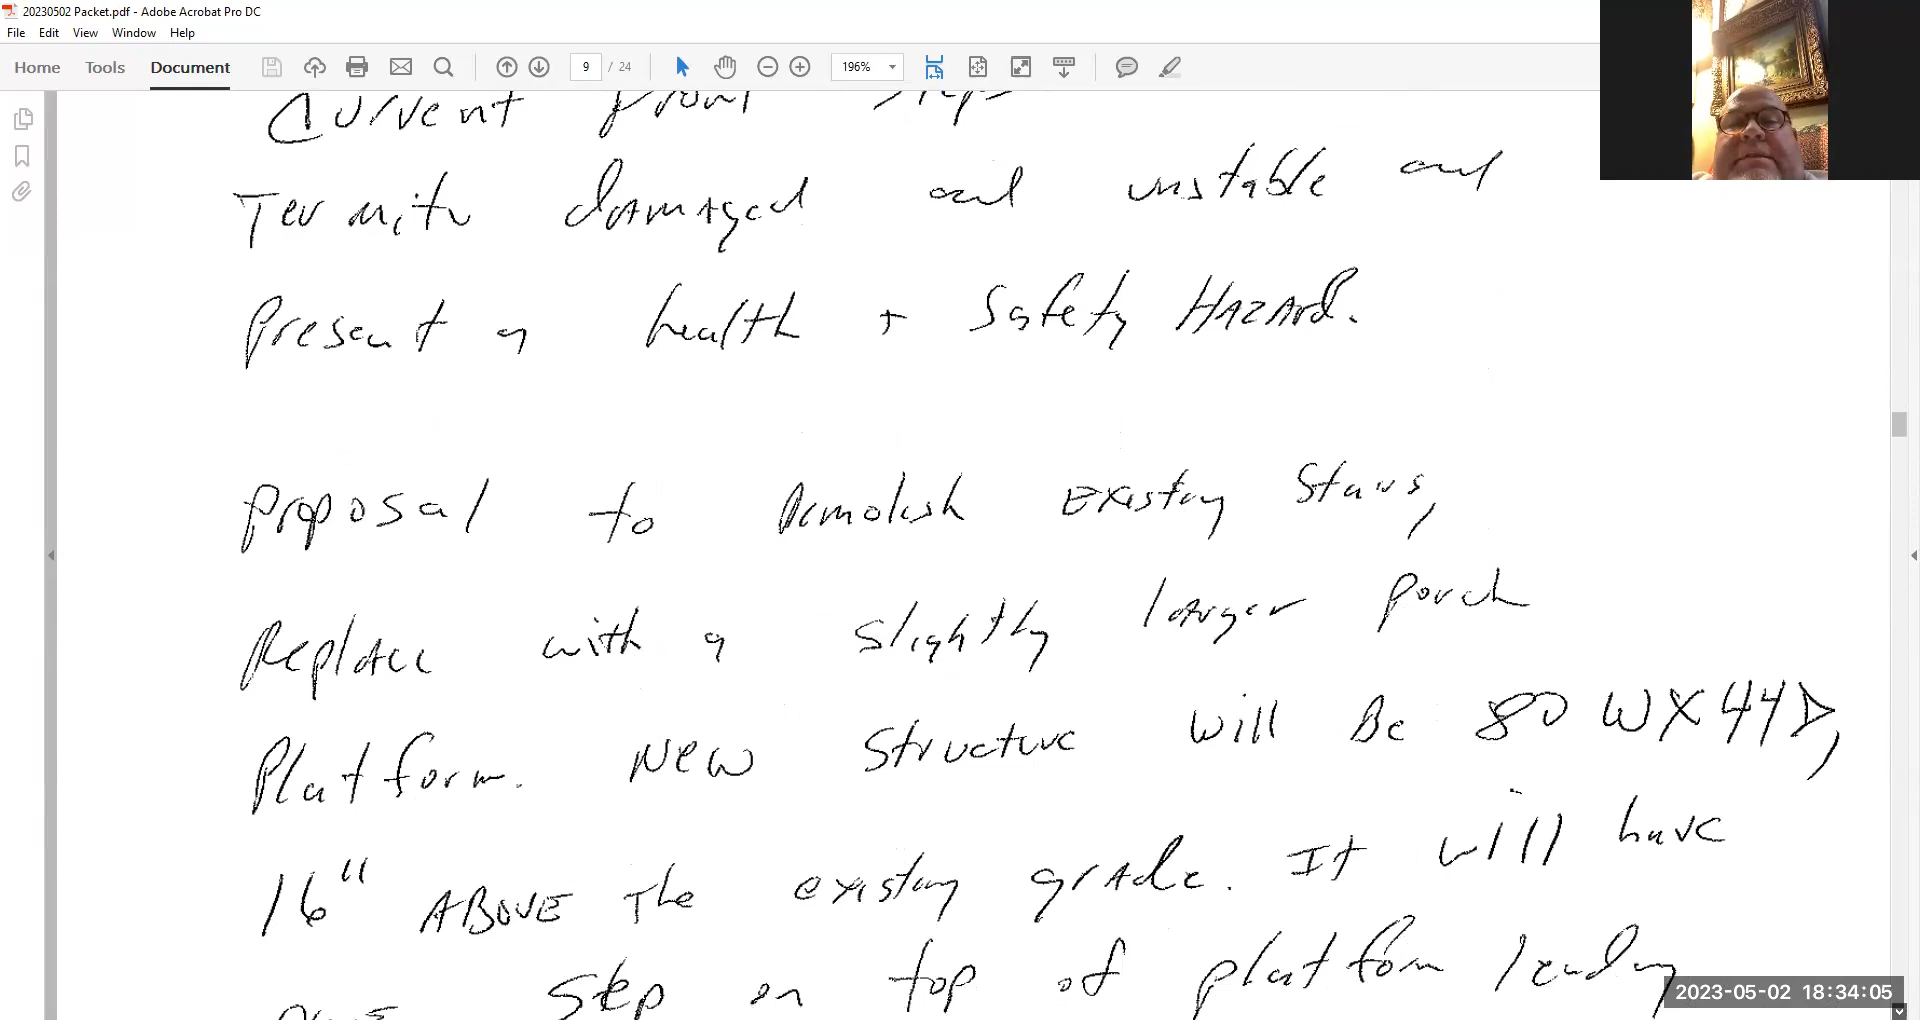 20230502 Packet.pdf - Adobe Acrobat Pro DC
File Edit View Window Help
Home Tools Document 9 / 24 196%
Current front steps
Termite damaged and unstable and
Present a health + Safety HAZARD.
Proposal to Demolish Existing Stairs,
Replace with a slightly larger porch
Platform. New Structure will Be 80 W X 44 D,
16" ABOVE The existing grade. It will have
one step on top of platform leading
2023-05-02 18:34:05